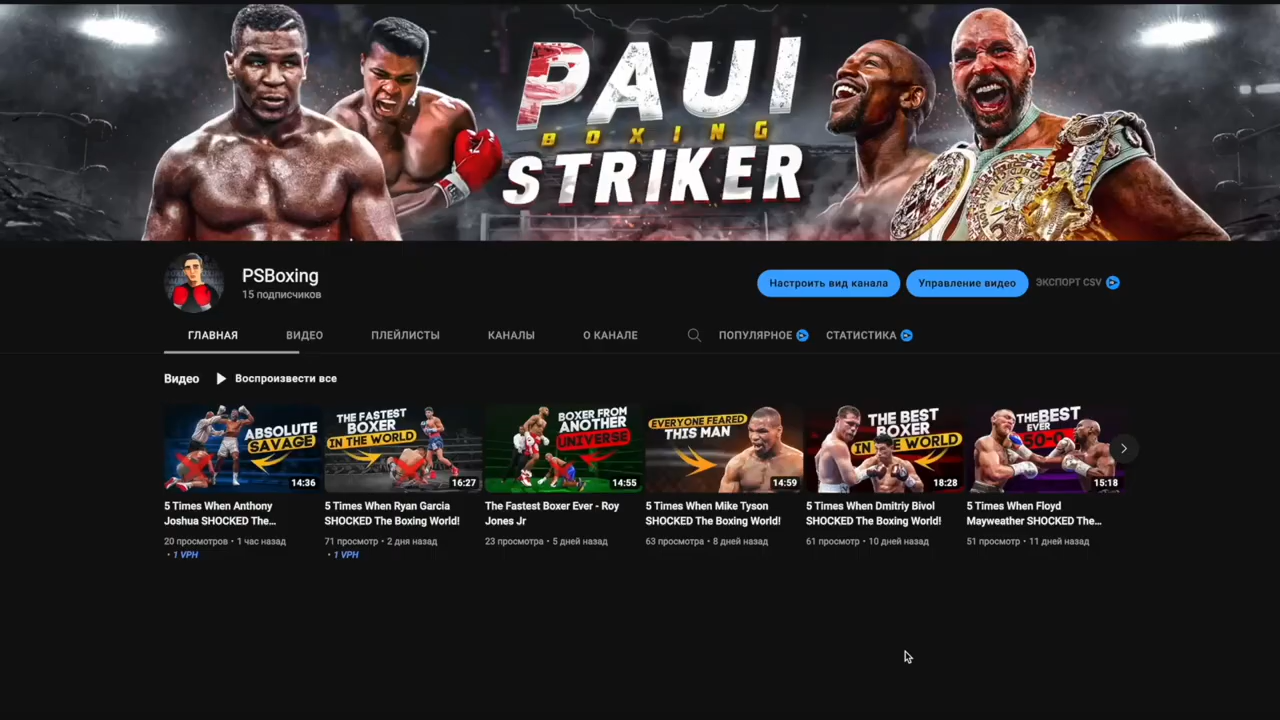 PAUI
BOXING
STRIKER
PSBoxing
15 подписчиков
Настроить вид канала
Управление видео
ЭКСПОРТ CSV
ГЛАВНАЯ
ВИДЕО
ПЛЕЙЛИСТЫ
КАНАЛЫ
О КАНАЛЕ
ПОПУЛЯРНОЕ
СТАТИСТИКА
Видео
Воспроизвести все
ABSOLUTE
SAVAGE
14:36
THE FASTEST
BOXER
IN THE WORLD
16:27
BOXER FROM
ANOTHER
UNIVERSE
14:55
EVERYONE FEARED
THIS MAN
14:59
THE BEST
BOXER
IN THE WORLD
18:28
THE BEST
EVER
50-0
15:18
5 Times When Anthony
Joshua SHOCKED The...
20 просмотров • 1 час назад
• 1 VPH
5 Times When Ryan Garcia
SHOCKED The Boxing World!
71 просмотр • 2 дня назад
• 1 VPH
The Fastest Boxer Ever - Roy
Jones Jr
23 просмотра • 5 дней назад
5 Times When Mike Tyson
SHOCKED The Boxing World!
63 просмотра • 8 дней назад
5 Times When Dmitriy Bivol
SHOCKED The Boxing World!
61 просмотр • 10 дней назад
5 Times When Floyd
Mayweather SHOCKED The...
51 просмотр • 11 дней назад